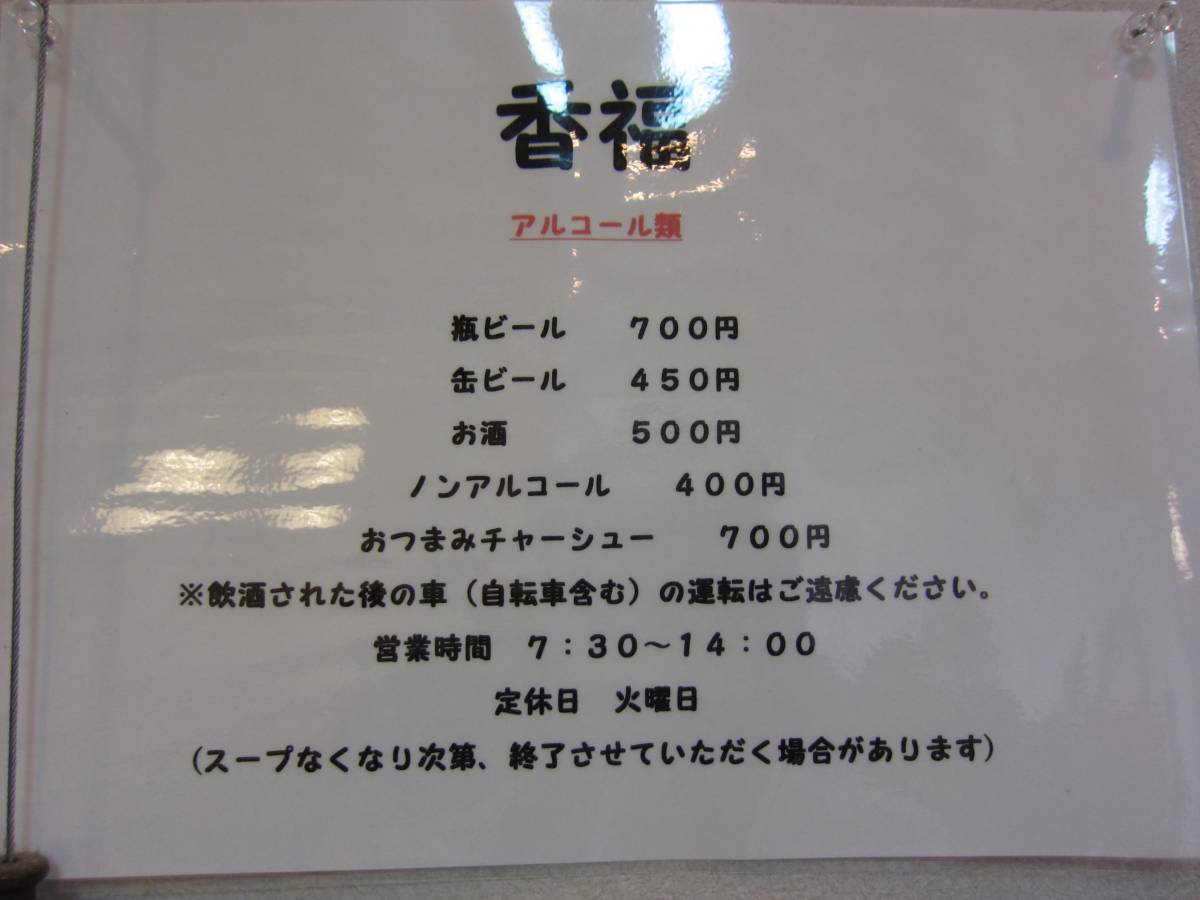 香福
アルコール類
瓶ビール　　７００円
缶ビール　　４５０円
お酒　　　　５００円
ノンアルコール　　４００円
おつまみチャーシュー　　７００円
※飲酒された後の車（自転車含む）の運転はご遠慮ください。
営業時間　７：３０～１４：００
定休日　火曜日
（スープなくなり次第、終了させていただく場合があります）